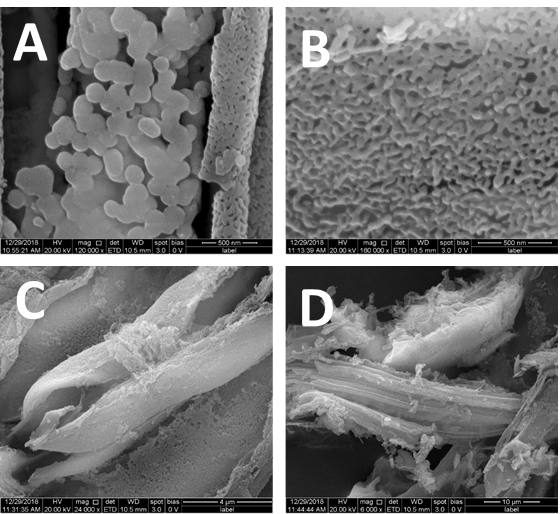 A
12/29/2018 HV mag □ det WD spot bias 500 nm
10:55:21 AM 20.00 kV 120 000 x ETD 10.5 mm 3.0 0 V label
B
12/29/2018 HV mag □ det WD spot bias 500 nm
11:13:39 AM 20.00 kV 160 000 x ETD 10.5 mm 3.0 0 V label
C
12/29/2018 HV mag □ det WD spot bias 4 µm
11:31:35 AM 20.00 kV 24 000 x ETD 10.5 mm 3.0 0 V label
D
12/29/2018 HV mag □ det WD spot bias 10 µm
11:44:44 AM 20.00 kV 6 000 x ETD 10.5 mm 3.0 0 V label